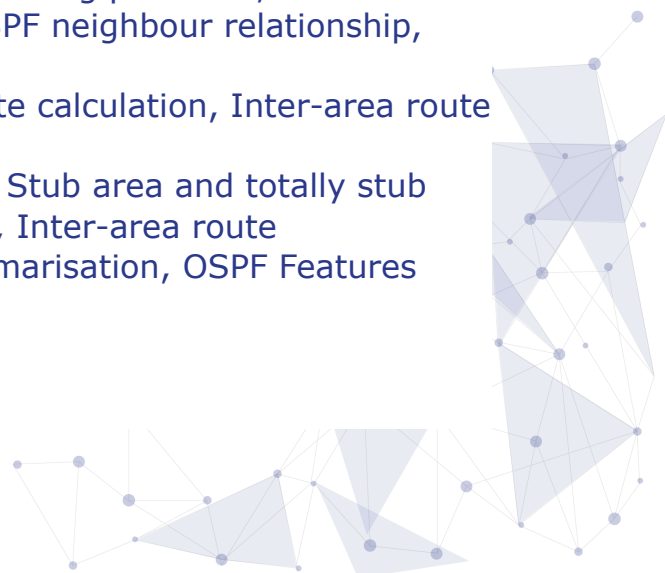 PF neighbour relationship,
te calculation, Inter-area route
Stub area and totally stub
, Inter-area route
marisation, OSPF Features